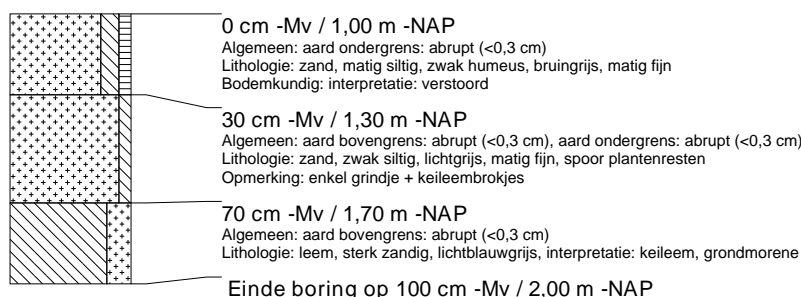 0 cm -Mv / 1,00 m -NAP
Algemeen: aard ondergrens: abrupt (<0,3 cm)
Lithologie: zand, matig siltig, zwak humeus, bruingrijs, matig fijn
Bodemkundig: interpretatie: verstoord
30 cm -Mv / 1,30 m -NAP
Algemeen: aard bovengrens: abrupt (<0,3 cm), aard ondergrens: abrupt (<0,3 cm)
Lithologie: zand, zwak siltig, lichtgrijs, matig fijn, spoor plantenresten
Opmerking: enkel grindje + keileembrokjes
70 cm -Mv / 1,70 m -NAP
Algemeen: aard bovengrens: abrupt (<0,3 cm)
Lithologie: leem, sterk zandig, lichtblauwgrijs, interpretatie: keileem, grondmorene
Einde boring op 100 cm -Mv / 2,00 m -NAP